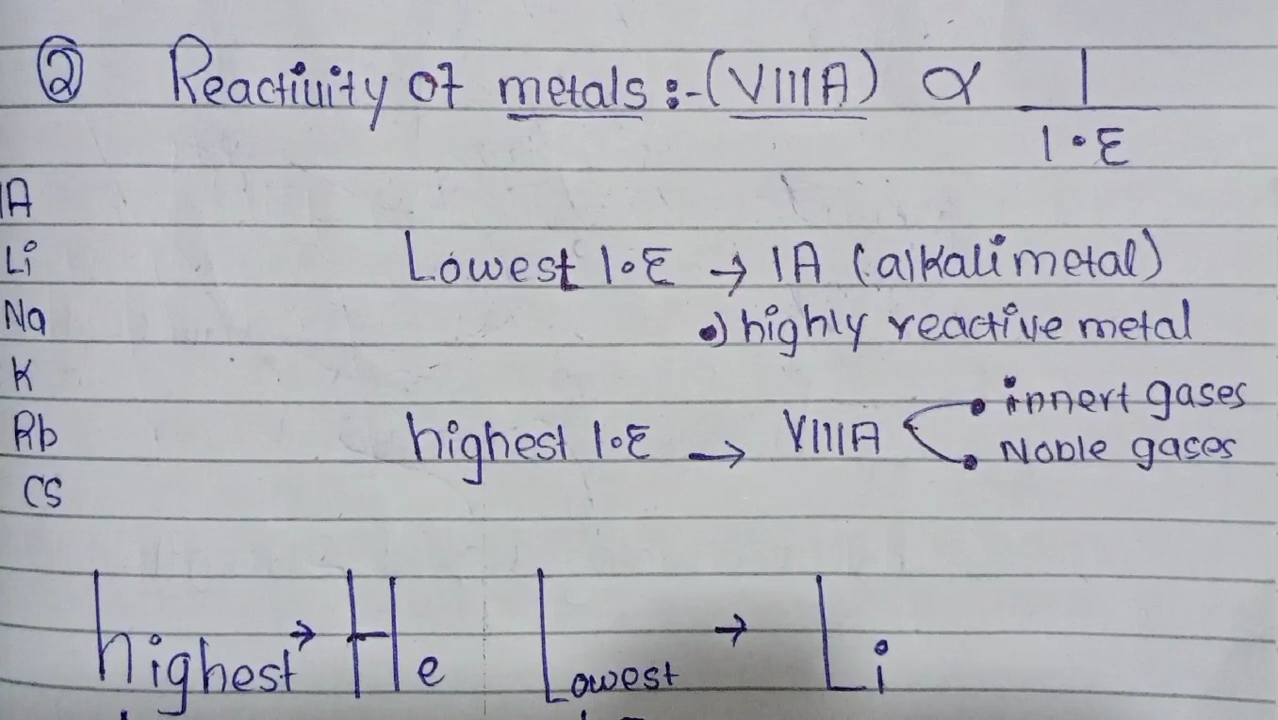 ② Reactivity of metals :- (VIIIA) ∝ 1/I.E
IA
Li
Lowest I.E → IA (alkali metal)
Na
•) highly reactive metal
K
• innert gases
Rb
highest I.E → VIIIA
• Noble gases
Cs
highest → He Lowest → Li